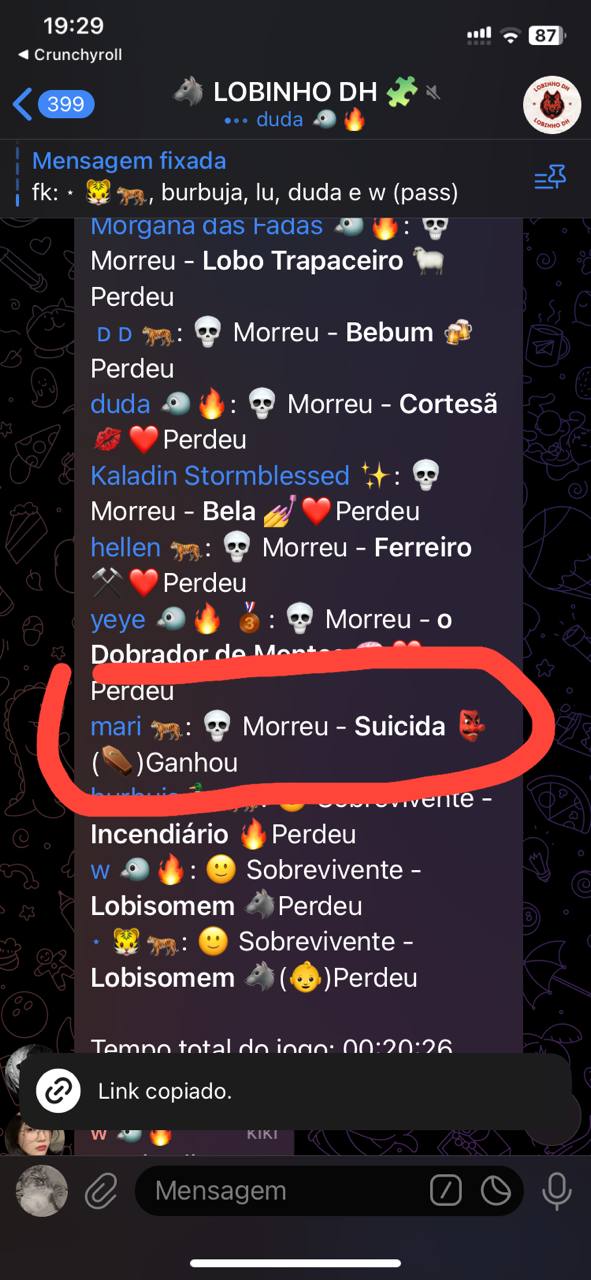 19:29
87
◀ Crunchyroll
399
🐺 LOBINHO DH 🧩
••• duda 🐦🔥
LOBINHO DH
LOBINHO DH
Mensagem fixada
fk: · 🐯 🐅, burbuja, lu, duda e w (pass)
Morgana das Fadas 🐦🔥: 💀
Morreu - Lobo Trapaceiro 🐑
Perdeu
D D 🐅: 💀 Morreu - Bebum 🍻
Perdeu
duda 🐦🔥: 💀 Morreu - Cortesã
💋 ❤️Perdeu
Kaladin Stormblessed ✨: 💀
Morreu - Bela 💅❤️Perdeu
hellen 🐅: 💀 Morreu - Ferreiro
⚒️❤️Perdeu
yeye 🐦🔥 🥉: 💀 Morreu - o
Dobrador de Mentes
Perdeu
mari 🐅: 💀 Morreu - Suicida 👺
(⚰️)Ganhou
burbuja 🐅: 🙂 Sobrevivente -
Incendiário 🔥Perdeu
w 🐦🔥: 🙂 Sobrevivente -
Lobisomem 🐺Perdeu
· 🐯🐅: 🙂 Sobrevivente -
Lobisomem 🐺(👶)Perdeu
Tempo total do jogo: 00:20:26
Link copiado.
w 🐦🔥 kiki
Mensagem